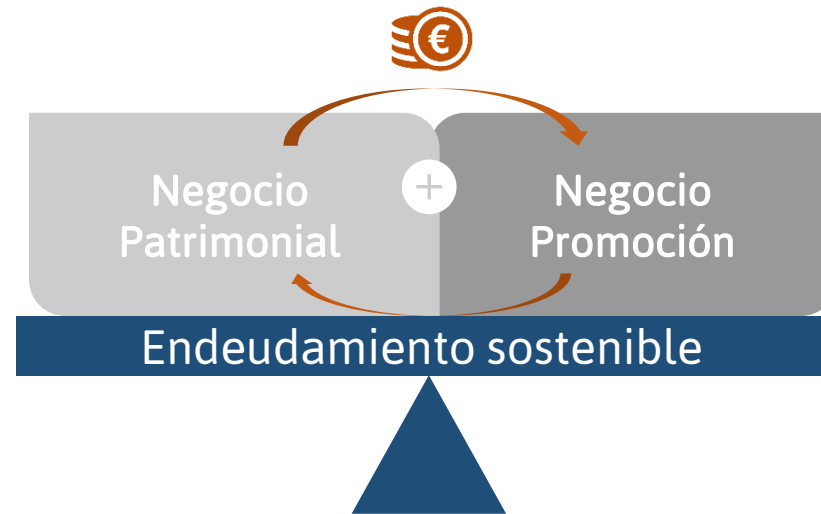 €
Negocio
Patrimonial
+
Negocio
Promoción
Endeudamiento sostenible